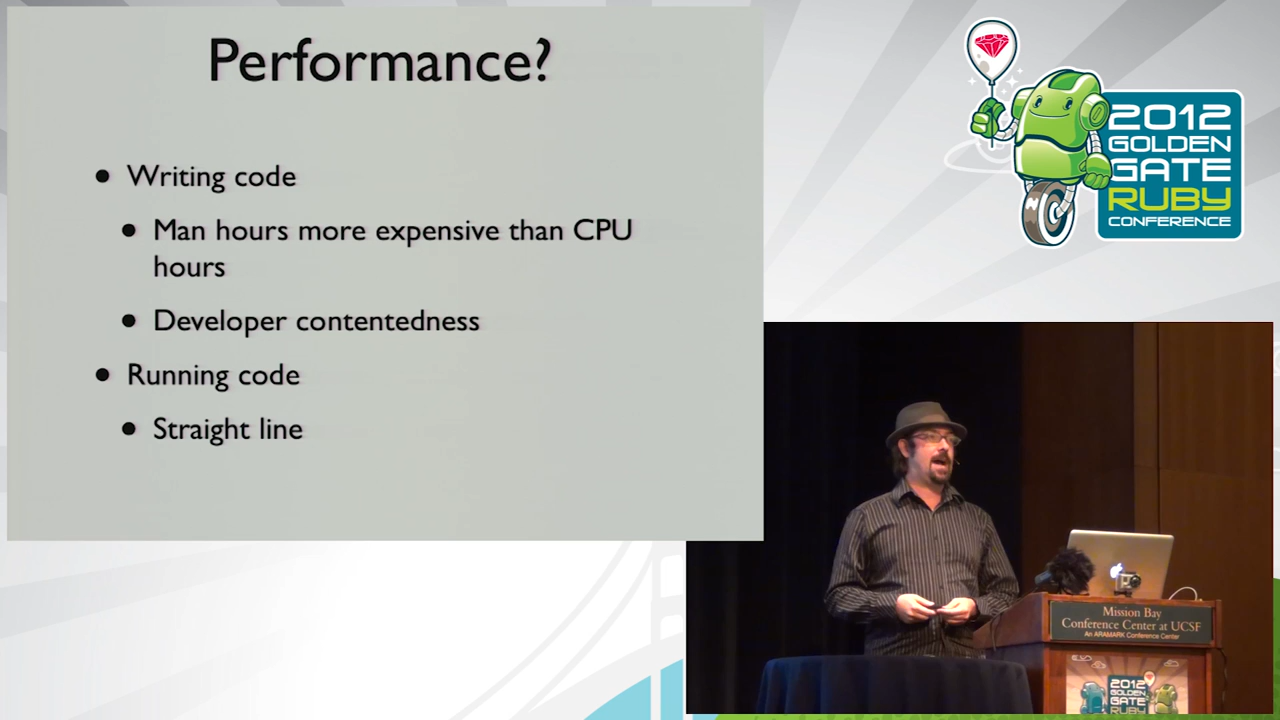 Performance?
Writing code
Man hours more expensive than CPU
hours
Developer contentedness
Running code
Straight line
2012
GOLDEN
GATE
RUBY
CONFERENCE
Mission Bay
Conference Center at UCSF
An ARAMARK Conference Center
2012
GOLDEN
GATE
RUBY